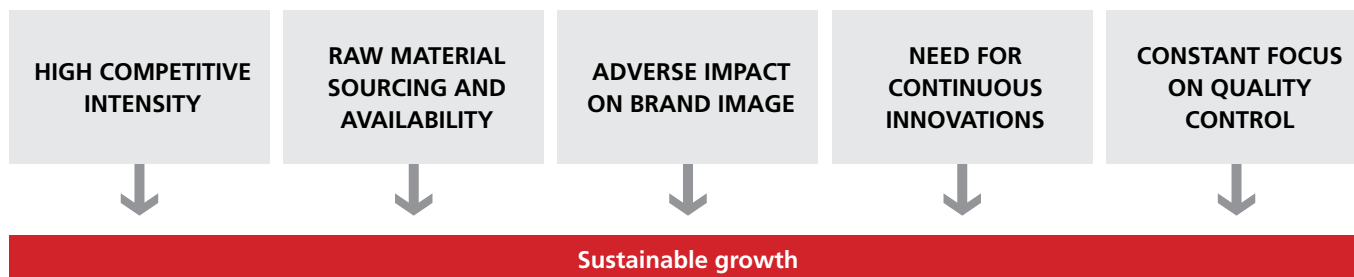 HIGH COMPETITIVE
INTENSITY
RAW MATERIAL
SOURCING AND
AVAILABILITY
ADVERSE IMPACT
ON BRAND IMAGE
NEED FOR
CONTINUOUS
INNOVATIONS
CONSTANT FOCUS
ON QUALITY
CONTROL
Sustainable growth